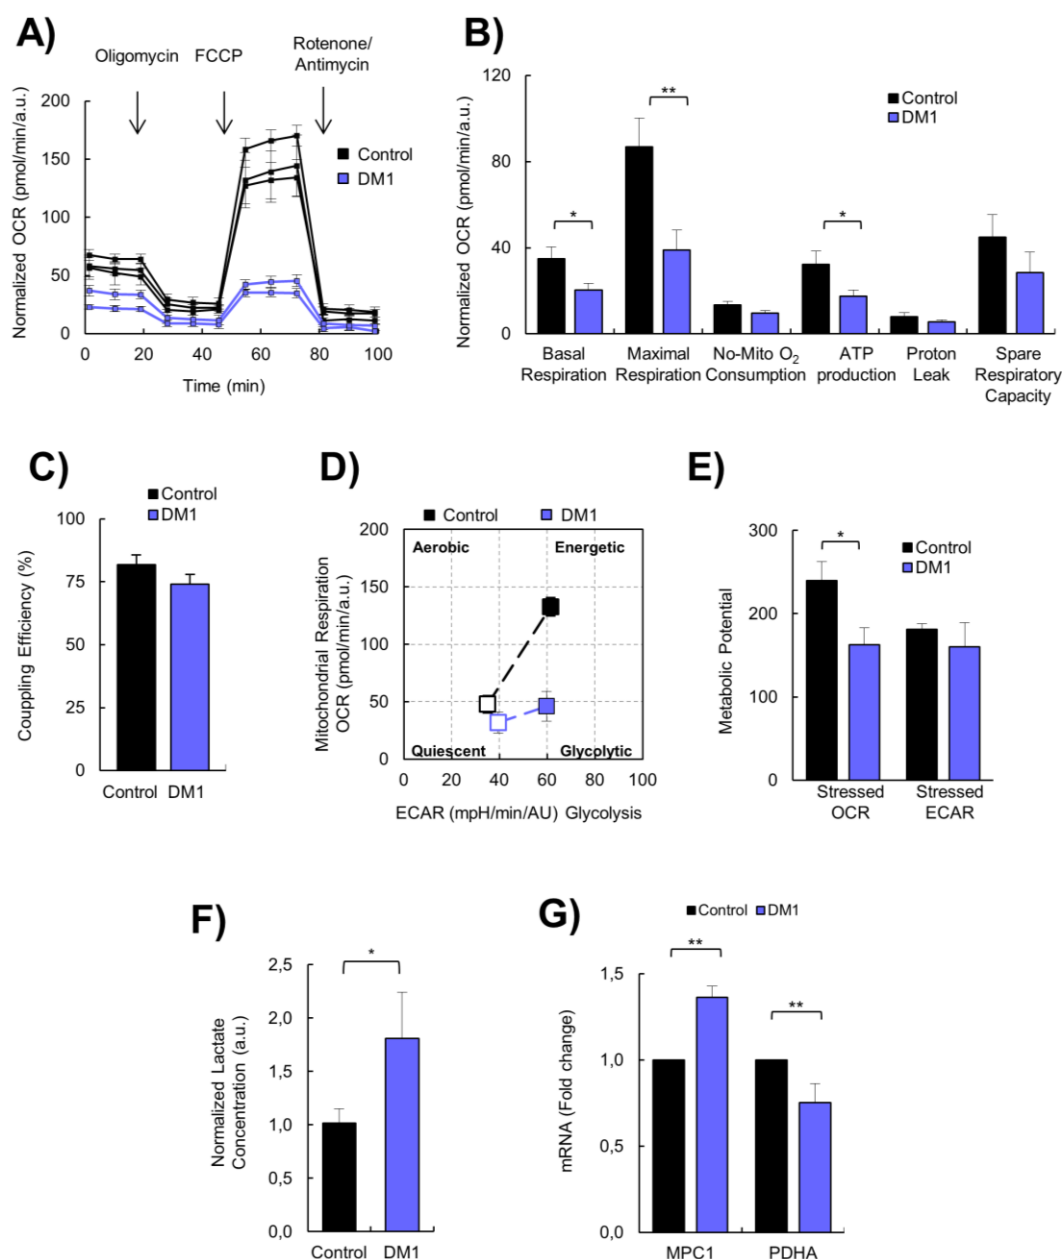 A)
Oligomycin
FCCP
Rotenone/
Antimycin
Normalized OCR (pmol/min/a.u.)
200
150
100
50
0
Control
DM1
0 20 40 60 80 100
Time (min)
B)
Normalized OCR (pmol/min/a.u.)
120
80
40
0
Control
DM1
*
**
*
Basal
Respiration
Maximal
Respiration
No-Mito O₂
Consumption
ATP
production
Proton
Leak
Spare
Respiratory
Capacity
C)
Control
DM1
Couppling Efficiency (%)
100
75
50
25
0
Control DM1
D)
Control
DM1
Mitochondrial Respiration
OCR (pmol/min/a.u.)
200
150
100
50
0
Aerobic
Energetic
Quiescent
Glycolytic
0 20 40 60 80 100
ECAR (mpH/min/AU) Glycolysis
E)
Metabolic Potential
300
200
100
0
Control
DM1
*
Stressed
OCR
Stressed
ECAR
F)
Normalized Lactate
Concentration (a.u.)
2,5
2,0
1,5
1,0
0,5
0,0
*
Control DM1
G)
Control
DM1
mRNA (Fold change)
1,5
1,0
0,5
0,0
**
**
MPC1
PDHA